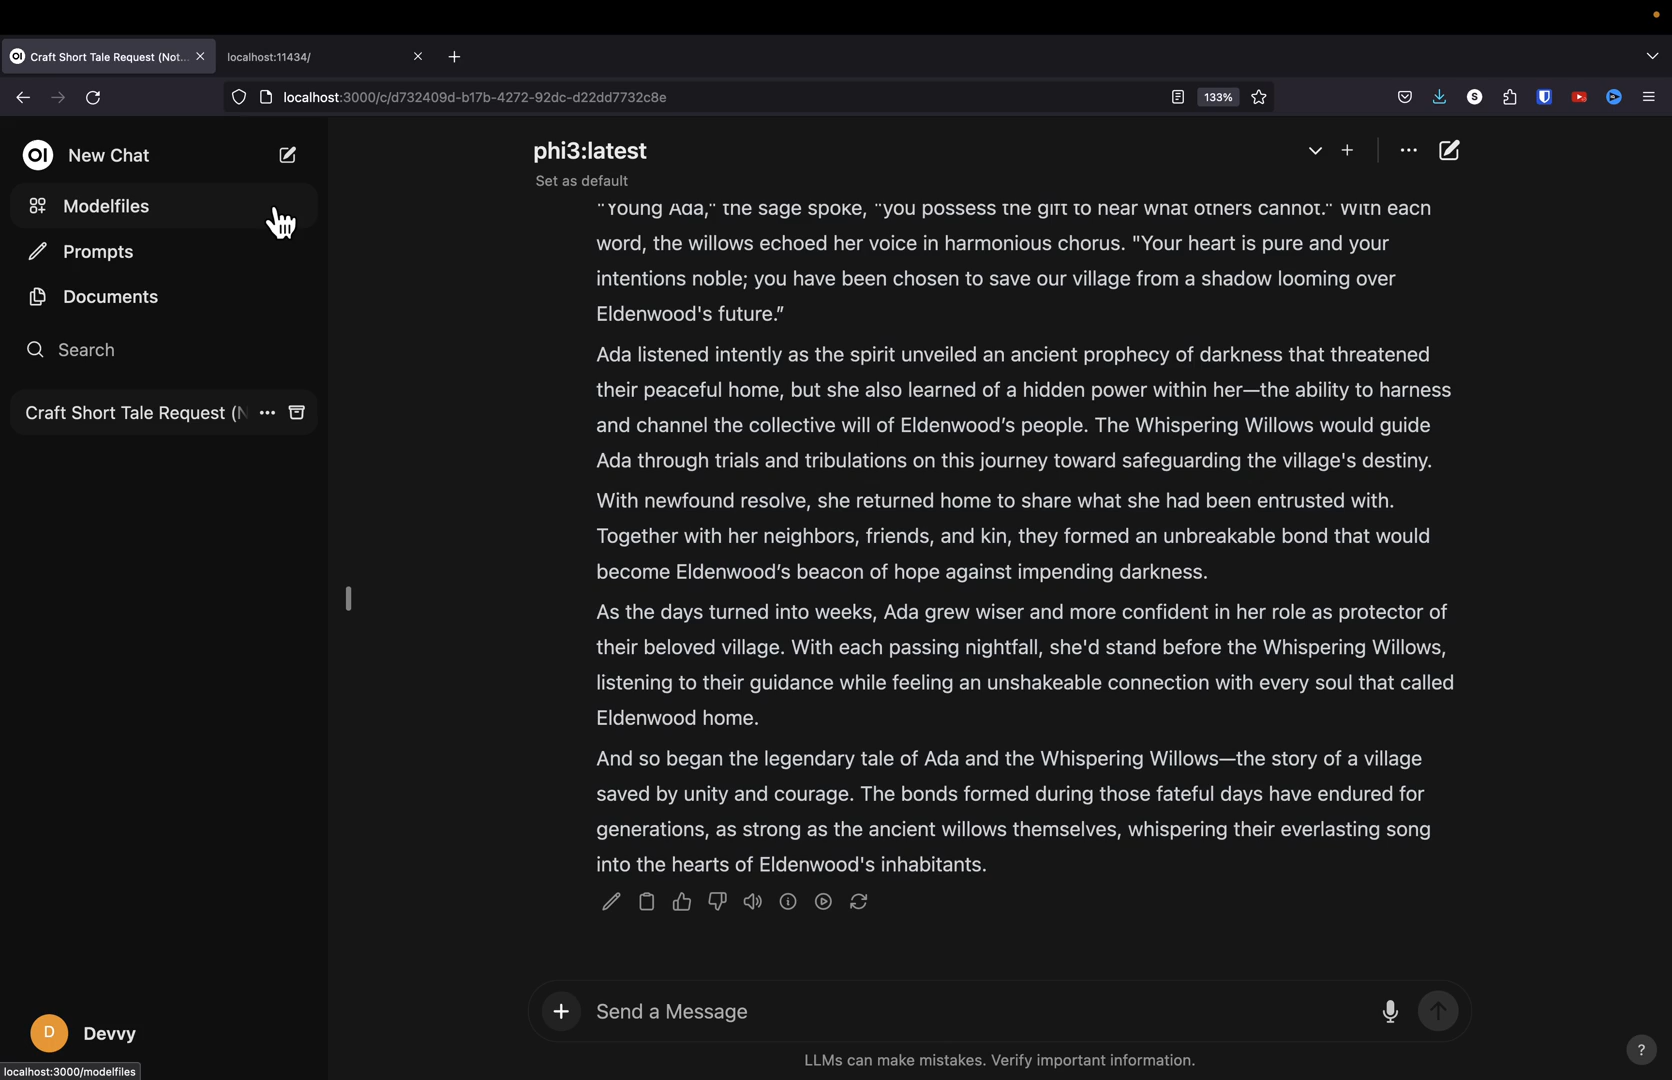 OI Craft Short Tale Request (Not...
localhost:11434/
localhost:3000/c/d732409d-b17b-4272-92dc-d22dd7732c8e
133%
S
OI New Chat
Modelfiles
Prompts
Documents
Search
Craft Short Tale Request (N
D Devvy
localhost:3000/modelfiles
phi3:latest
Set as default
"Young Ada," the sage spoke, "you possess the gift to hear what others cannot." With each
word, the willows echoed her voice in harmonious chorus. "Your heart is pure and your
intentions noble; you have been chosen to save our village from a shadow looming over
Eldenwood's future.”
Ada listened intently as the spirit unveiled an ancient prophecy of darkness that threatened
their peaceful home, but she also learned of a hidden power within her—the ability to harness
and channel the collective will of Eldenwood’s people. The Whispering Willows would guide
Ada through trials and tribulations on this journey toward safeguarding the village's destiny.
With newfound resolve, she returned home to share what she had been entrusted with.
Together with her neighbors, friends, and kin, they formed an unbreakable bond that would
become Eldenwood’s beacon of hope against impending darkness.
As the days turned into weeks, Ada grew wiser and more confident in her role as protector of
their beloved village. With each passing nightfall, she'd stand before the Whispering Willows,
listening to their guidance while feeling an unshakeable connection with every soul that called
Eldenwood home.
And so began the legendary tale of Ada and the Whispering Willows—the story of a village
saved by unity and courage. The bonds formed during those fateful days have endured for
generations, as strong as the ancient willows themselves, whispering their everlasting song
into the hearts of Eldenwood's inhabitants.
Send a Message
LLMs can make mistakes. Verify important information.
?